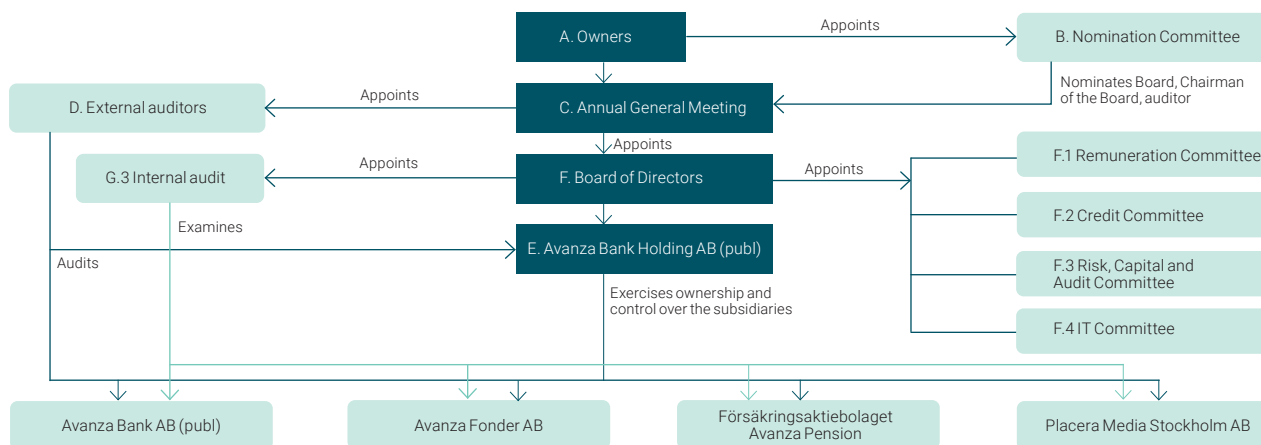 A. Owners
Appoints
B. Nomination Committee
Nominates Board, Chairman
of the Board, auditor
D. External auditors
Appoints
C. Annual General Meeting
Appoints
G.3 Internal audit
Appoints
F. Board of Directors
Appoints
F.1 Remuneration Committee
F.2 Credit Committee
F.3 Risk, Capital and
Audit Committee
F.4 IT Committee
Examines
E. Avanza Bank Holding AB (publ)
Audits
Exercises ownership and
control over the subsidiaries
Avanza Bank AB (publ)
Avanza Fonder AB
Försäkringsaktiebolaget
Avanza Pension
Placera Media Stockholm AB